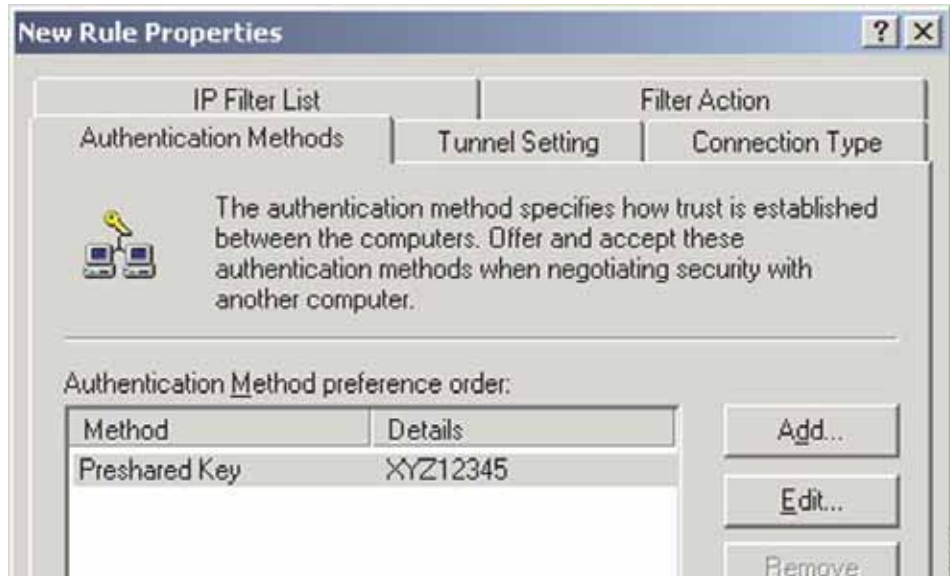 New Rule Properties
IP Filter List
Filter Action
Authentication Methods
Tunnel Setting
Connection Type
The authentication method specifies how trust is established
between the computers. Offer and accept these
authentication methods when negotiating security with
another computer.
Authentication Method preference order:
Method
Details
Add...
Preshared Key
XYZ12345
Edit...
Remove